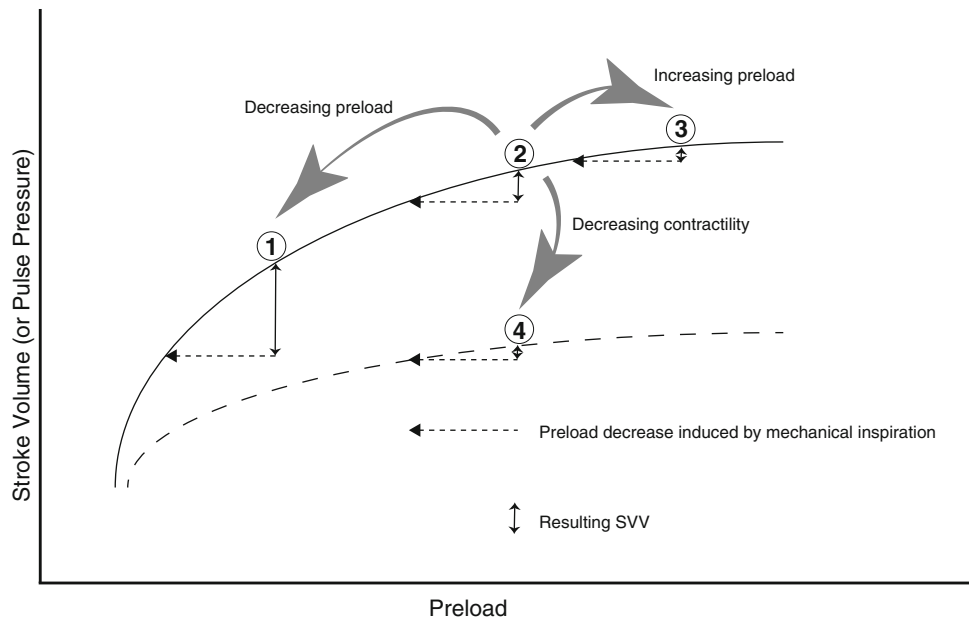 Increasing preload
Decreasing preload
3
2
Decreasing contractility
1
4
Preload decrease induced by mechanical inspiration
Resulting SVV
Stroke Volume (or Pulse Pressure)
Preload